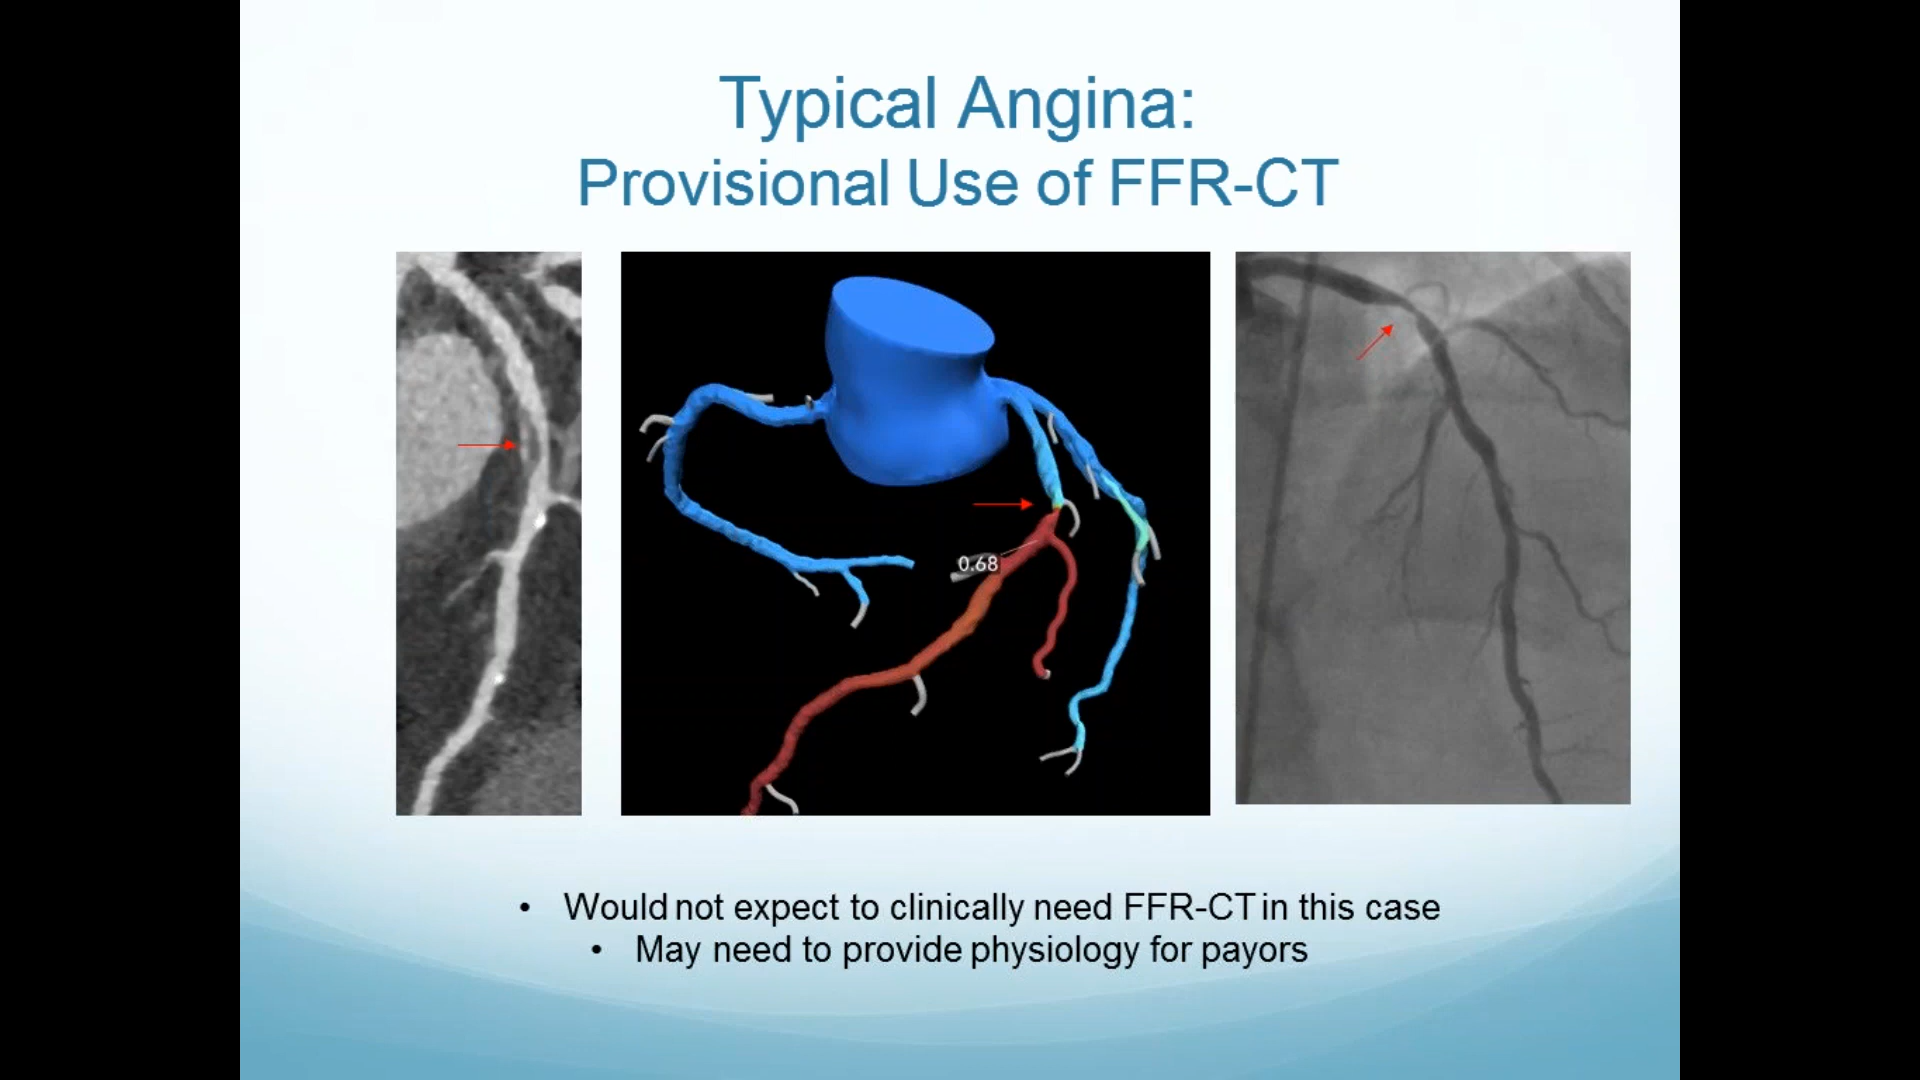 Typical Angina:
Provisional Use of FFR-CT
0.68
• Would not expect to clinically need FFR-CT in this case
• May need to provide physiology for payors